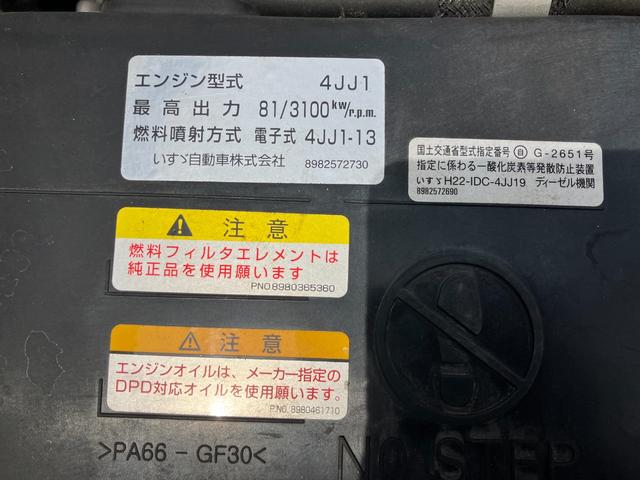 エンジン型式 4JJ1
最高出力 81/3100kw/r.p.m.
燃料噴射方式 電子式 4JJ1-13
いすゞ自動車株式会社 8982572730
国土交通省型式指定番号 自 G-2651号
指定に係わる一酸化炭素等発散防止装置
いすゞH22-IDC-4JJ19 ディーゼル機関
8982572690
注意
燃料フィルタエレメントは
純正品を使用願います
PNO8980365360
注意
エンジンオイルは、メーカー指定の
DPD対応オイルを使用願います。
P.NO. 8980461710
>PA66-GF30<
NO STEP